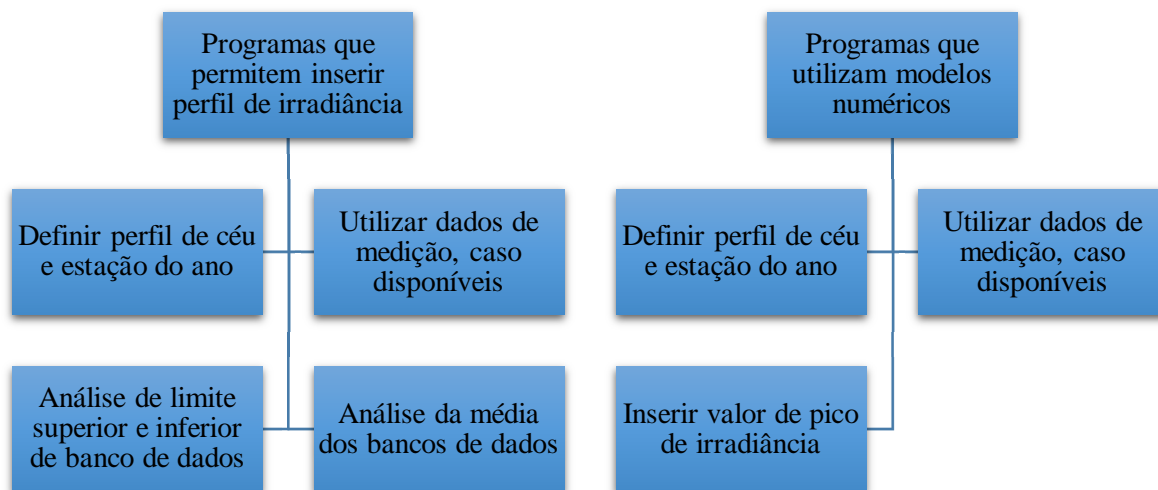 Programas que
permitem inserir
perfil de irradiância
Definir perfil de céu
e estação do ano
Utilizar dados de
medição, caso
disponíveis
Análise de limite
superior e inferior
de banco de dados
Análise da média
dos bancos de dados
Programas que
utilizam modelos
numéricos
Definir perfil de céu
e estação do ano
Utilizar dados de
medição, caso
disponíveis
Inserir valor de pico
de irradiância